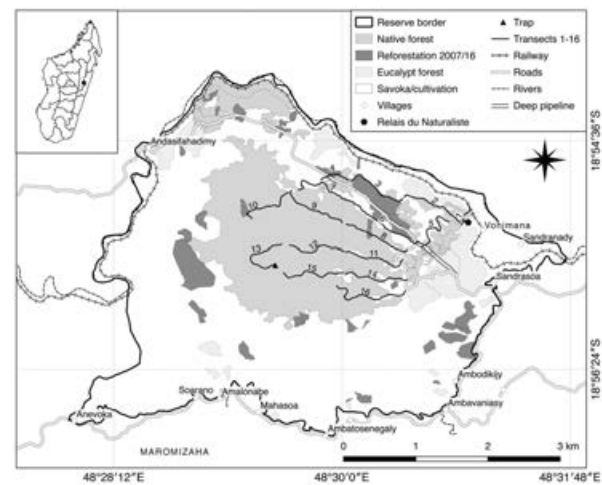 Reserve border
Native forest
Reforestation 2007/16
Eucalypt forest
Savoka/cultivation
Villages
Relais du Naturaliste
Trap
Transects 1-16
Railway
Roads
Rivers
Deep pipeline
18°54'36"S
Andasifahadimy
10
9
Vohimana
Sandranady
13
11
15
14
Sandrasoa
16
18°56'24"S
Ambodikijy
Soarano
Amalonabe
Mahasoa
Ambavaniasy
Anevoka
Ambatosenegaly
MAROMIZAHA
0 1 2 3 km
48°28'12"E
48°30'0"E
48°31'48"E